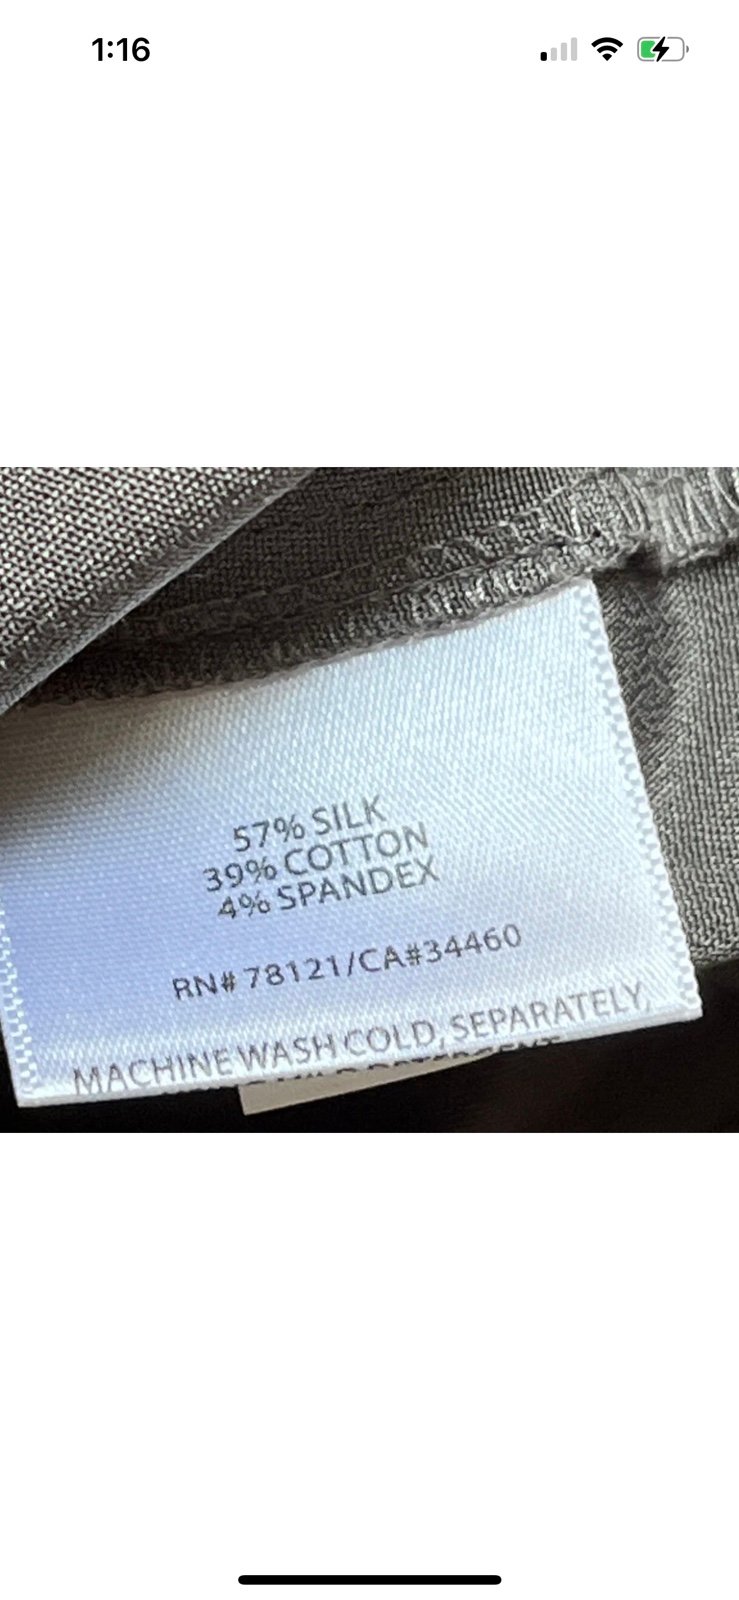 1:16
57% SILK
39% COTTON
4% SPANDEX
RN# 78121/CA#34460
MACHINE WASH COLD, SEPARATELY,